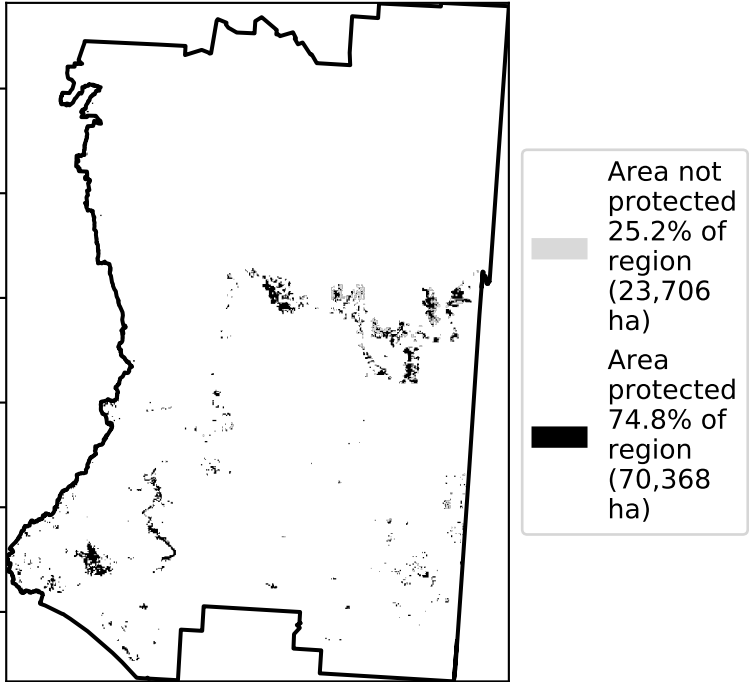 Area not
protected
25.2% of
region
(23,706
ha)
Area
protected
74.8% of
region
(70,368
ha)